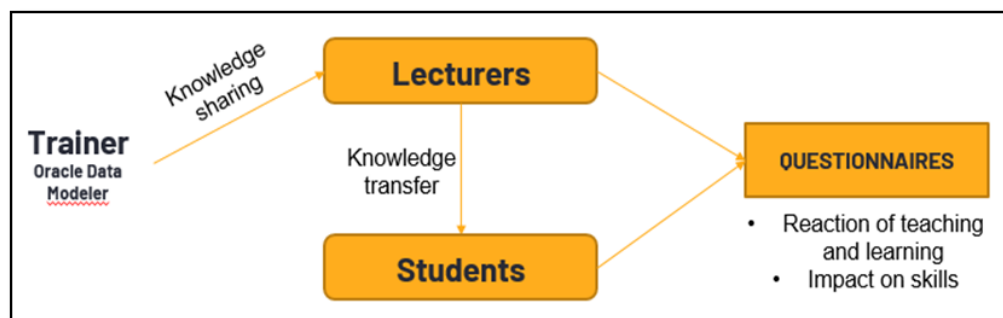 Knowledge
sharing
Lecturers
Trainer
Oracle Data
Modeler
Knowledge
transfer
QUESTIONNAIRES
• Reaction of teaching
and learning
• Impact on skills
Students